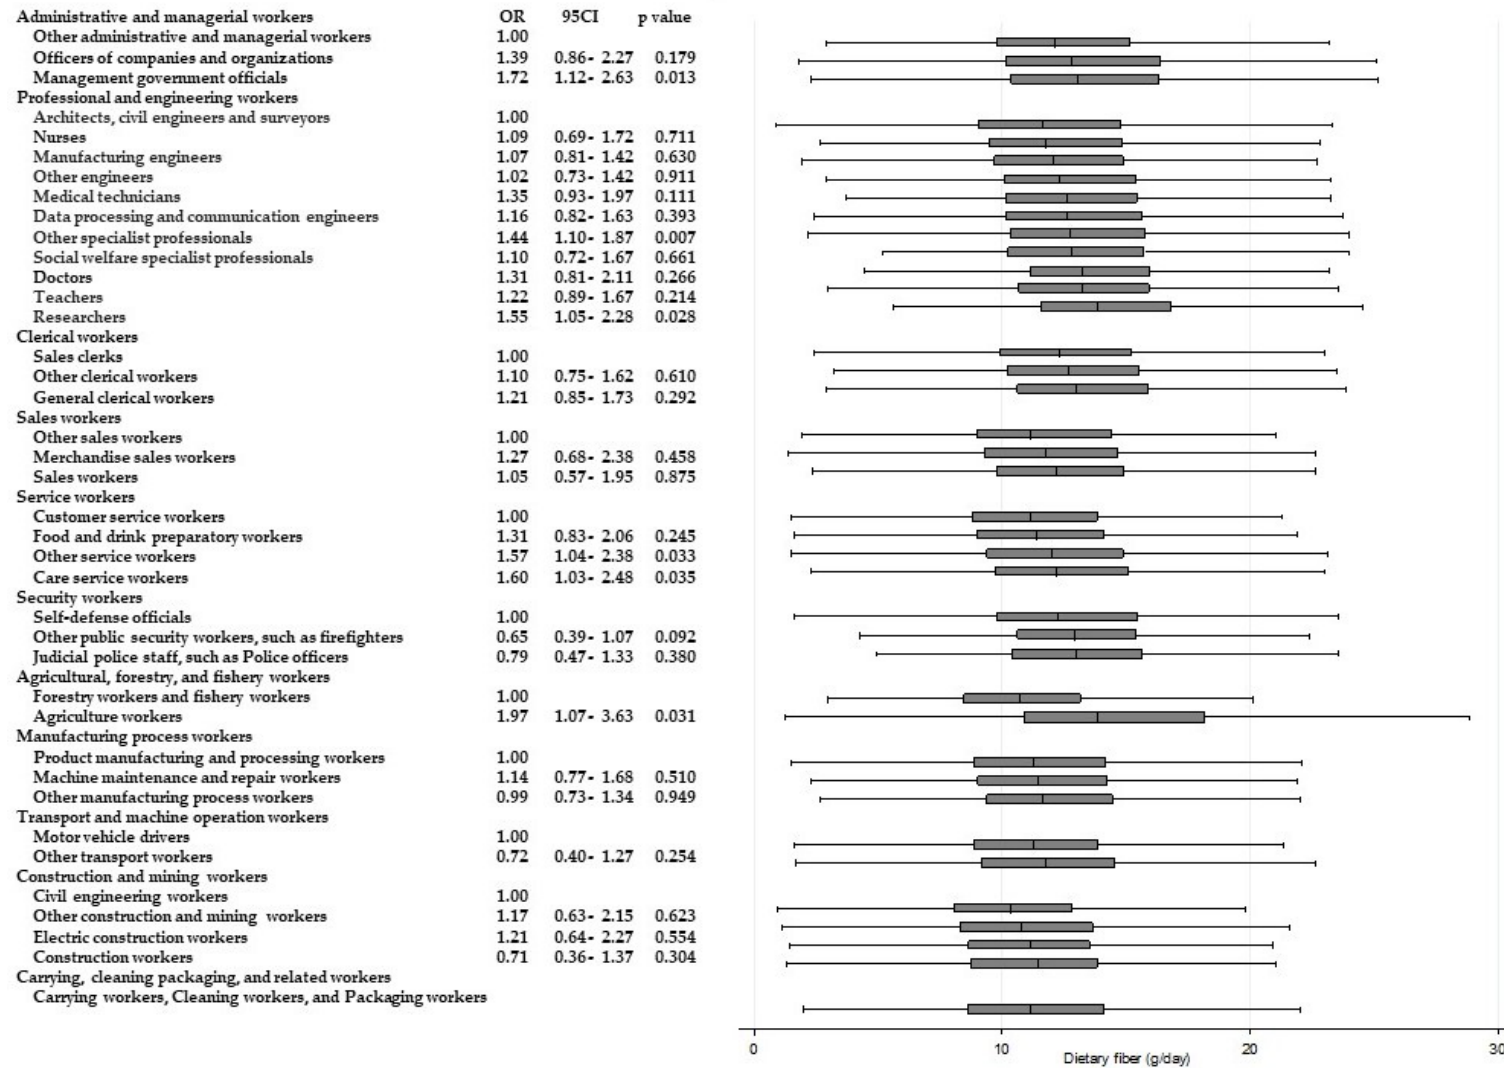 Administrative and managerial workers OR 95CI p value
Other administrative and managerial workers 1.00
Officers of companies and organizations 1.39 0.86- 2.27 0.179
Management government officials 1.72 1.12- 2.63 0.013
Professional and engineering workers
Architects, civil engineers and surveyors 1.00
Nurses 1.09 0.69- 1.72 0.711
Manufacturing engineers 1.07 0.81- 1.42 0.630
Other engineers 1.02 0.73- 1.42 0.911
Medical technicians 1.35 0.93- 1.97 0.111
Data processing and communication engineers 1.16 0.82- 1.63 0.393
Other specialist professionals 1.44 1.10- 1.87 0.007
Social welfare specialist professionals 1.10 0.72- 1.67 0.661
Doctors 1.31 0.81- 2.11 0.266
Teachers 1.22 0.89- 1.67 0.214
Researchers 1.55 1.05- 2.28 0.028
Clerical workers
Sales clerks 1.00
Other clerical workers 1.10 0.75- 1.62 0.610
General clerical workers 1.21 0.85- 1.73 0.292
Sales workers
Other sales workers 1.00
Merchandise sales workers 1.27 0.68- 2.38 0.458
Sales workers 1.05 0.57- 1.95 0.875
Service workers
Customer service workers 1.00
Food and drink preparatory workers 1.31 0.83- 2.06 0.245
Other service workers 1.57 1.04- 2.38 0.033
Care service workers 1.60 1.03- 2.48 0.035
Security workers
Self-defense officials 1.00
Other public security workers, such as firefighters 0.65 0.39- 1.07 0.092
Judicial police staff, such as Police officers 0.79 0.47- 1.33 0.380
Agricultural, forestry, and fishery workers
Forestry workers and fishery workers 1.00
Agriculture workers 1.97 1.07- 3.63 0.031
Manufacturing process workers
Product manufacturing and processing workers 1.00
Machine maintenance and repair workers 1.14 0.77- 1.68 0.510
Other manufacturing process workers 0.99 0.73- 1.34 0.949
Transport and machine operation workers
Motor vehicle drivers 1.00
Other transport workers 0.72 0.40- 1.27 0.254
Construction and mining workers
Civil engineering workers 1.00
Other construction and mining workers 1.17 0.63- 2.15 0.623
Electric construction workers 1.21 0.64- 2.27 0.554
Construction workers 0.71 0.36- 1.37 0.304
Carrying, cleaning packaging, and related workers
Carrying workers, Cleaning workers, and Packaging workers
0 10 20 30
Dietary fiber (g/day)